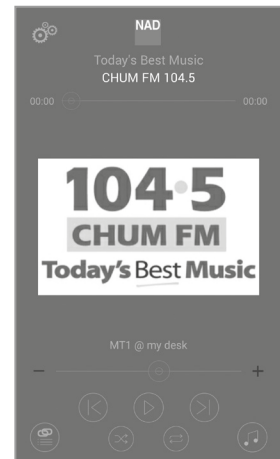 NAD
Today's Best Music
CHUM FM 104.5
00:00 00:00
104•5
CHUM FM
Today's Best Music
MT1 @ my desk
− +